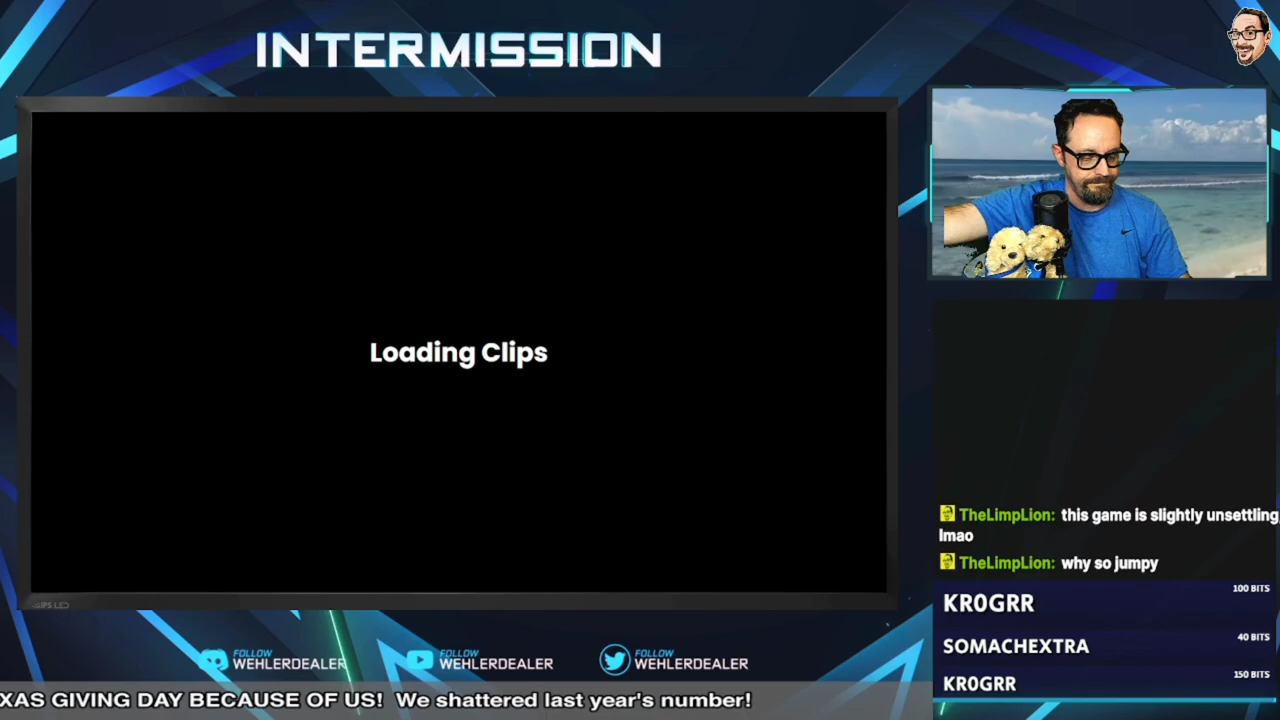 INTERMISSION
Loading Clips
TheLimpLion: this game is slightly unsettling
lmao
TheLimpLion: why so jumpy
100 BITS
KR0GRR
40 BITS
SOMACHEXTRA
150 BITS
KR0GRR
FOLLOW
WEHLERDEALER
FOLLOW
WEHLERDEALER
FOLLOW
WEHLERDEALER
XAS GIVING DAY BECAUSE OF US! We shattered last year's number!